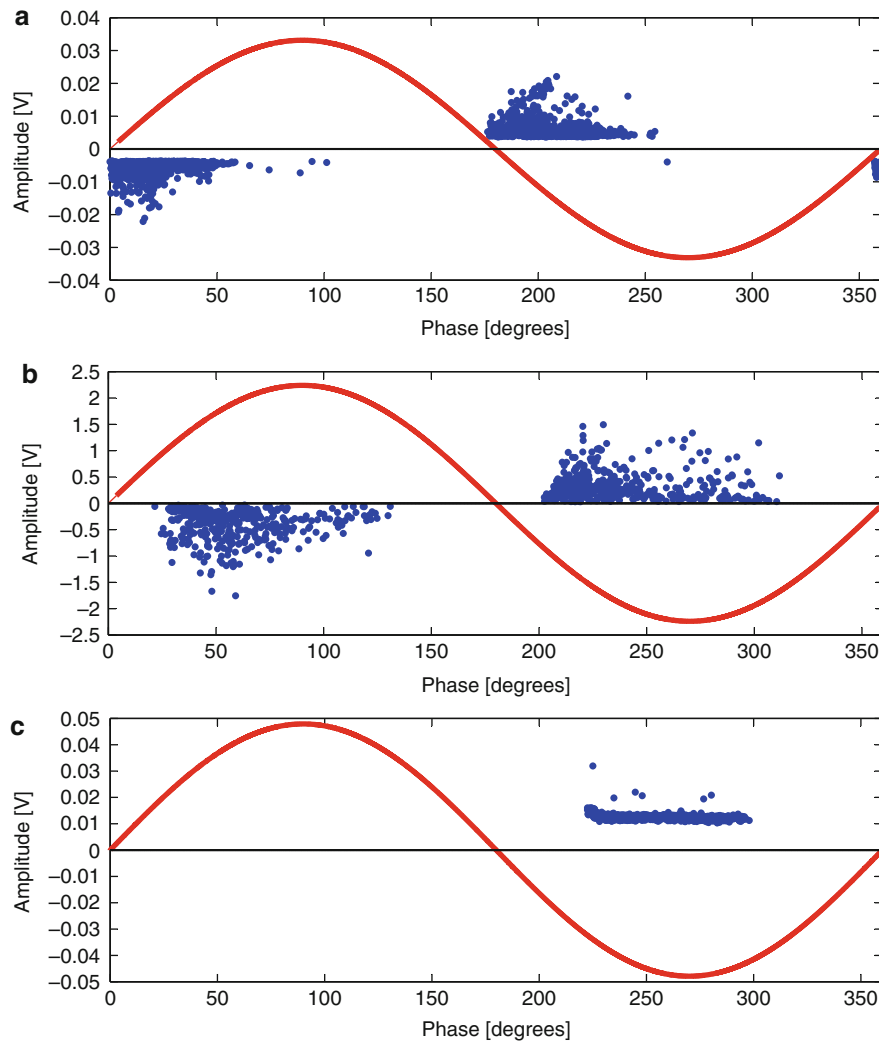 a
0.04
0.03
0.02
0.01
0
–0.01
–0.02
–0.03
–0.04
Amplitude [V]
0 50 100 150 200 250 300 350
Phase [degrees]
b
2.5
2
1.5
1
0.5
0
–0.5
–1
–1.5
–2
–2.5
Amplitude [V]
0 50 100 150 200 250 300 350
Phase [degrees]
c
0.05
0.04
0.03
0.02
0.01
0
–0.01
–0.02
–0.03
–0.04
–0.05
Amplitude [V]
0 50 100 150 200 250 300 350
Phase [degrees]